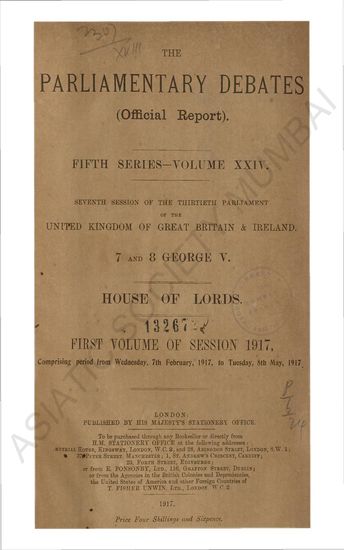 2307
XVIII
THE
PARLIAMENTARY DEBATES
(Official Report).
FIFTH SERIES—VOLUME XXIV.
SEVENTH SESSION OF THE THIRTIETH PARLIAMENT
OF THE
UNITED KINGDOM OF GREAT BRITAIN & IRELAND.
7 AND 8 GEORGE V.
HOUSE OF LORDS.
13267
FIRST VOLUME OF SESSION 1917,
Comprising period from Wednesday, 7th February, 1917, to Tuesday, 8th May, 1917.
LONDON:
PUBLISHED BY HIS MAJESTY'S STATIONERY OFFICE.
To be purchased through any Bookseller or directly from
H.M. STATIONERY OFFICE at the following addresses:
IMPERIAL HOUSE, KINGSWAY, LONDON, W.C. 2, and 28, ABINGDON STREET, LONDON, S.W. 1;
37, PETER STREET, MANCHESTER; 1, ST. ANDREW'S CRESCENT, CARDIFF;
23, FORTH STREET, EDINBURGH;
or from E. PONSONBY, LTD., 116, GRAFTON STREET, DUBLIN;
or from the Agencies in the British Colonies and Dependencies,
the United States of America and other Foreign Countries of
T. FISHER UNWIN, LTD., LONDON, W.C. 2
1917.
Price Four Shillings and Sixpence.
ASIATIC SOCIETY MUMBAI